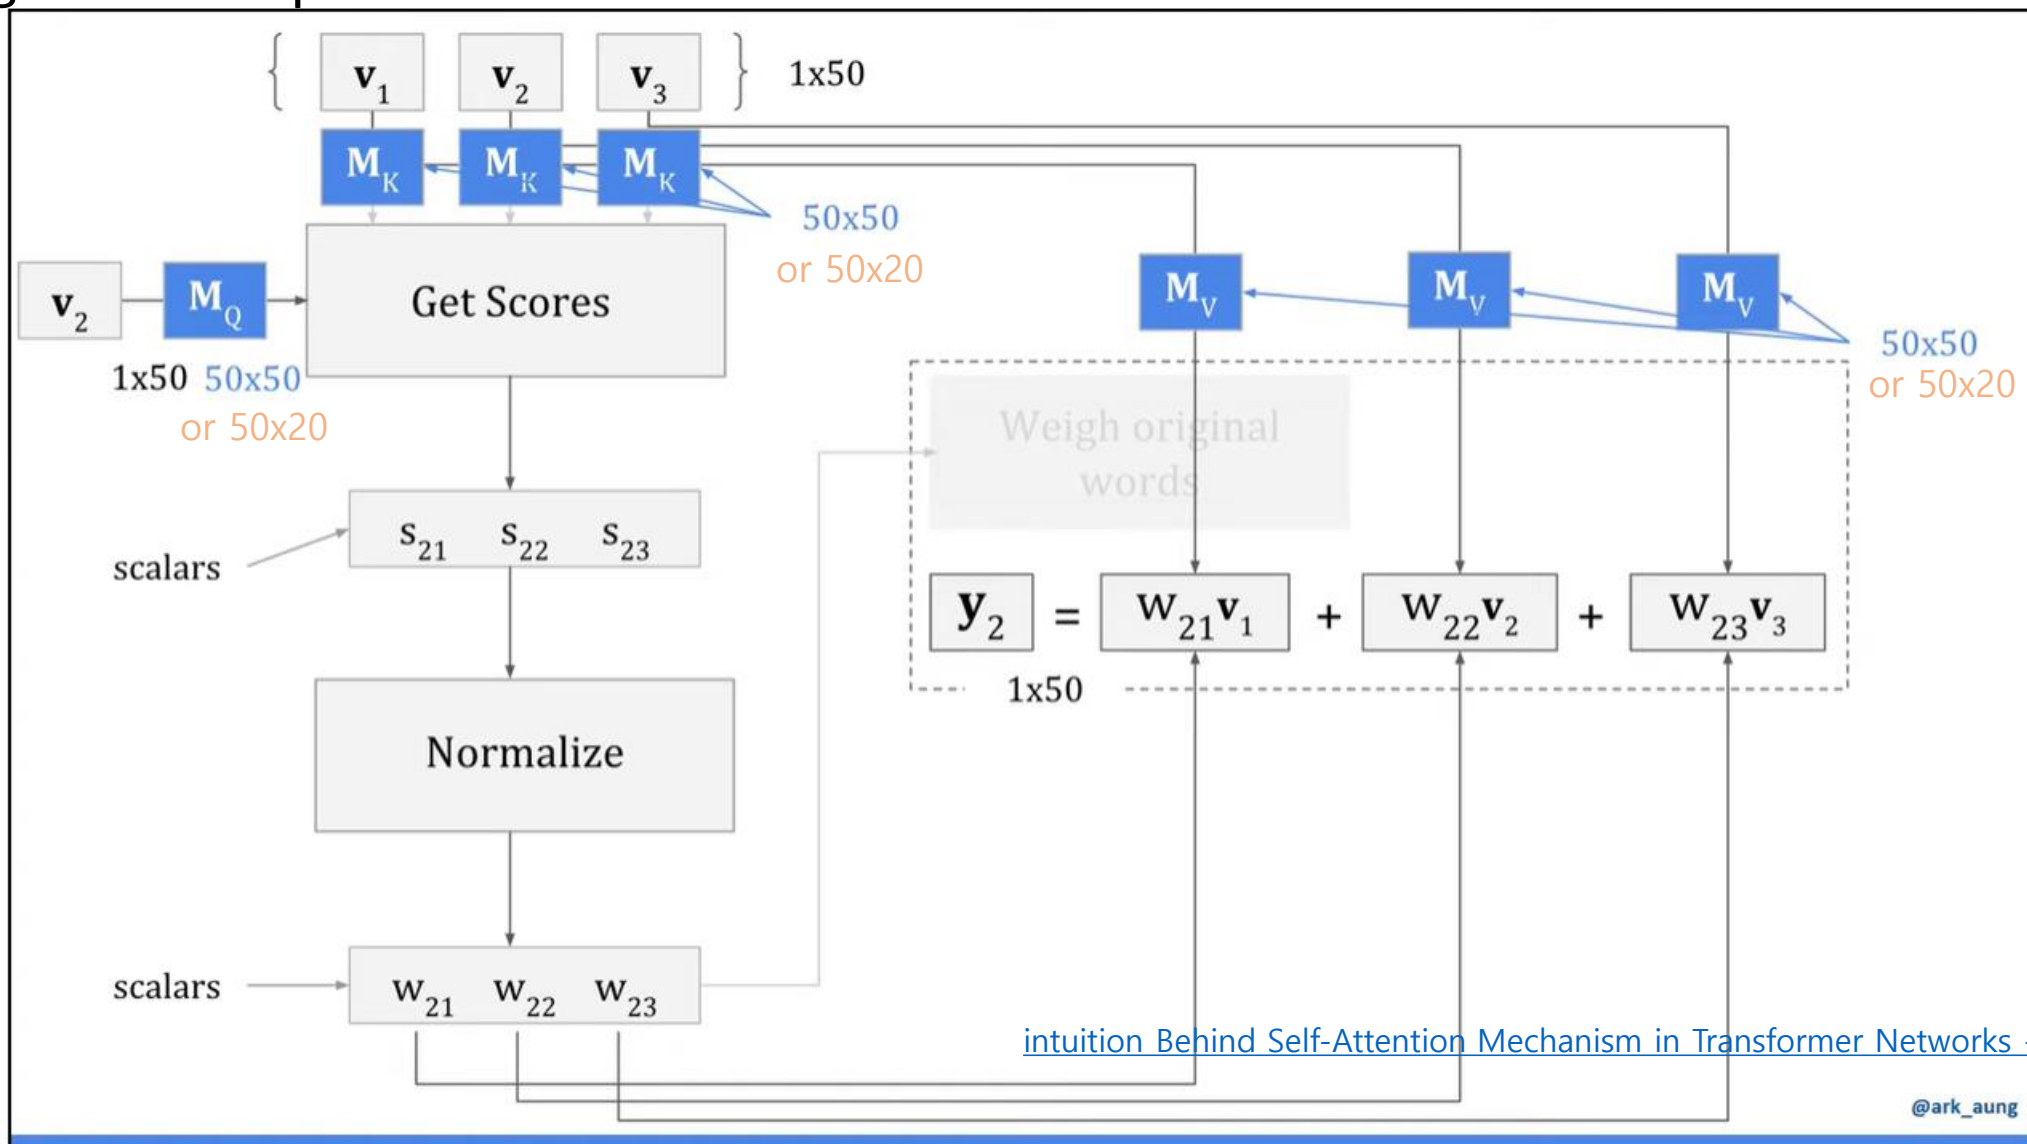 v1 v2 v3 1x50
MK MK MK
50x50
or 50x20
v2 MQ Get Scores
1x50 50x50
or 50x20
MV MV MV
50x50
or 50x20
Weigh original
words
scalars s21 s22 s23
y2 = w21v1 + w22v2 + w23v3
1x50
Normalize
scalars w21 w22 w23
intuition Behind Self-Attention Mechanism in Transformer Networks -
@ark_aung